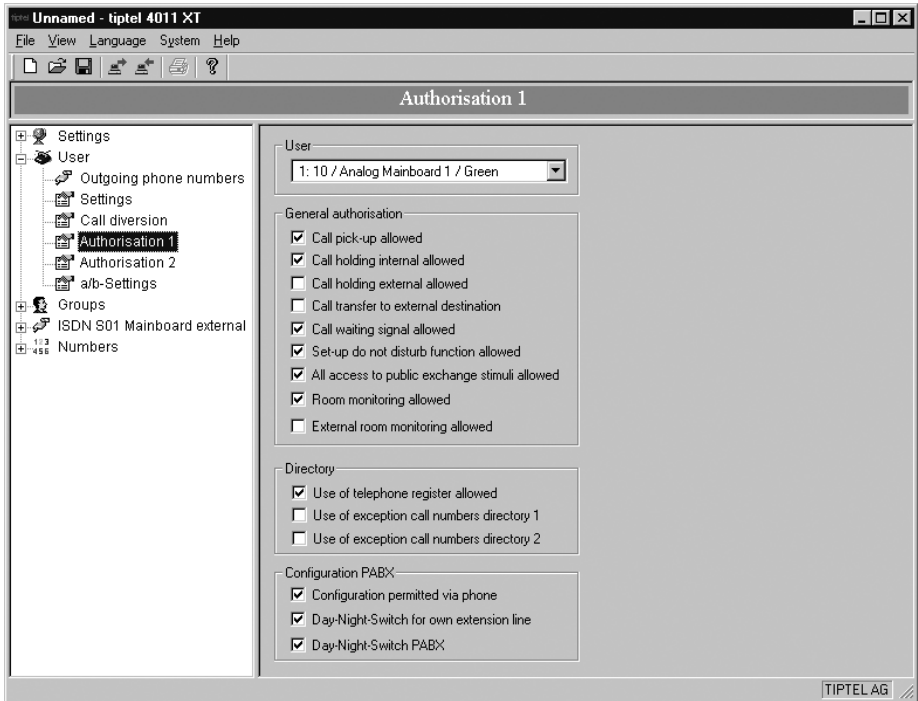 tiptel Unnamed - tiptel 4011 XT
File View Language System Help
Authorisation 1
Settings
User
Outgoing phone numbers
Settings
Call diversion
Authorisation 1
Authorisation 2
a/b-Settings
Groups
ISDN S01 Mainboard external
123
456 Numbers
User
1: 10 / Analog Mainboard 1 / Green
General authorisation
Call pick-up allowed
Call holding internal allowed
Call holding external allowed
Call transfer to external destination
Call waiting signal allowed
Set-up do not disturb function allowed
All access to public exchange stimuli allowed
Room monitoring allowed
External room monitoring allowed
Directory
Use of telephone register allowed
Use of exception call numbers directory 1
Use of exception call numbers directory 2
Configuration PABX
Configuration permitted via phone
Day-Night-Switch for own extension line
Day-Night-Switch PABX
TIPTEL AG